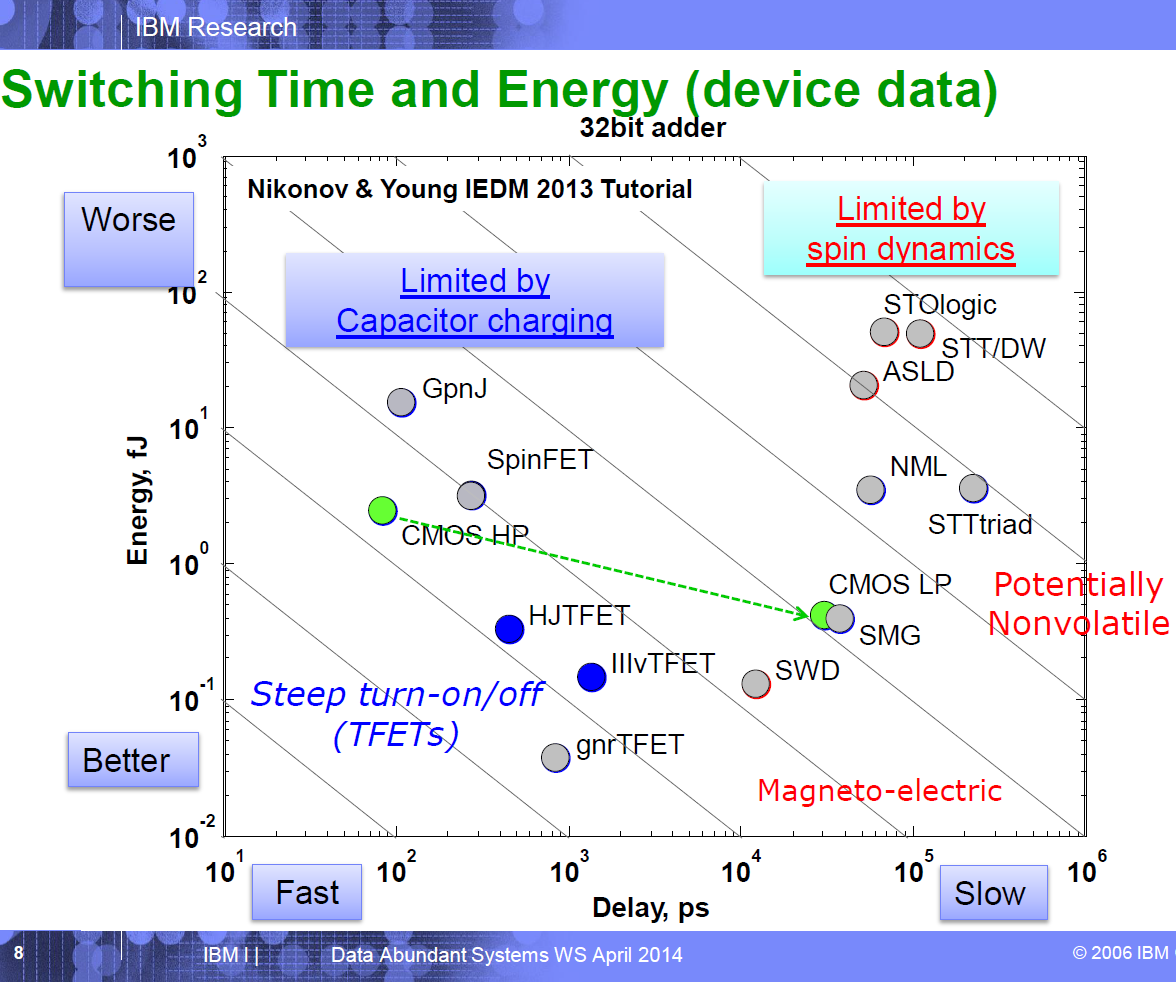 IBM Research
Switching Time and Energy (device data)
32bit adder
10³
Nikonov & Young IEDM 2013 Tutorial
Worse
Limited by
spin dynamics
Limited by
Capacitor charging
10²
STOlogic
STT/DW
ASLD
GpnJ
10¹
SpinFET
NML
CMOS HP
STTtriad
Energy, fJ
10⁰
CMOS LP
Potentially
Nonvolatile
HJTFET
SMG
IIIvTFET
SWD
10⁻¹
Steep turn-on/off
(TFETs)
gnrTFET
Better
Magneto-electric
10⁻²
10¹ 10² 10³ 10⁴ 10⁵ 10⁶
Fast
Slow
Delay, ps
8
IBM I |
Data Abundant Systems WS April 2014
© 2006 IBM